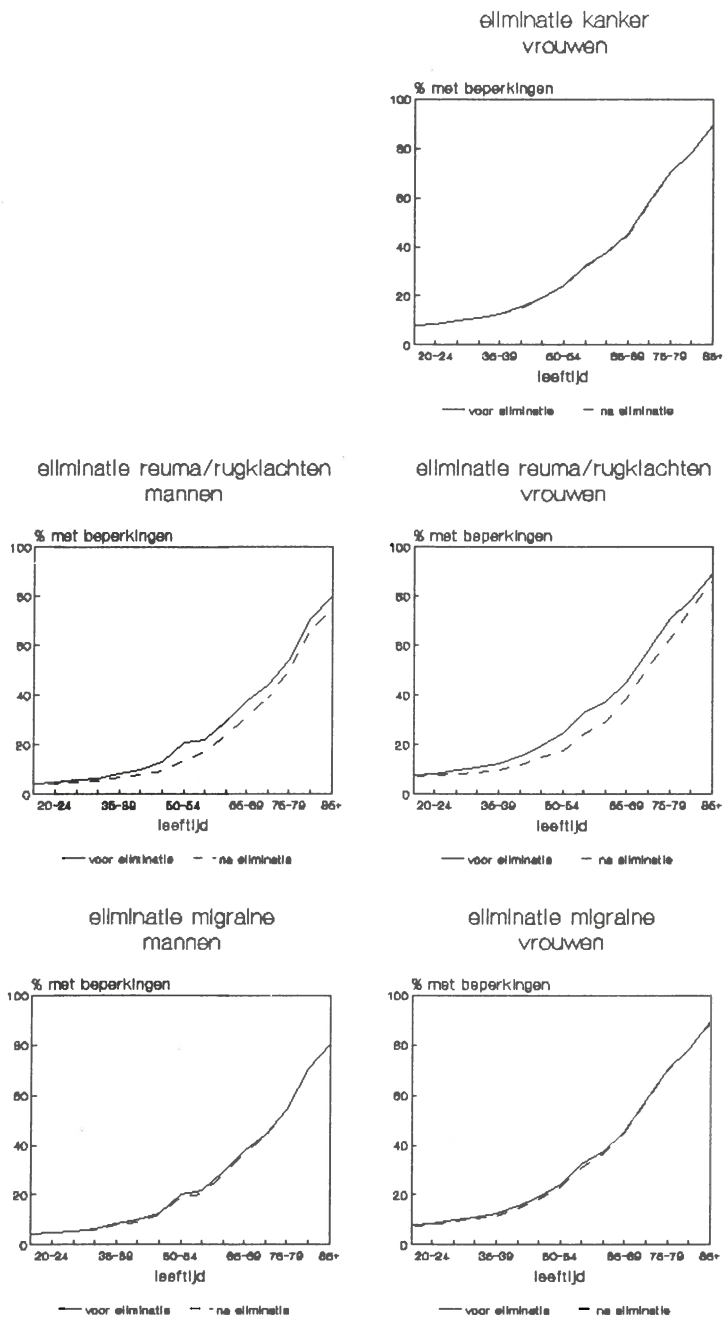 eliminatie kanker
vrouwen
% met beperkingen
100
80
60
40
20
0
20-24 35-39 50-54 65-69 75-79 85+
leeftijd
voor eliminatie na eliminatie
eliminatie reuma/rugklachten
mannen
% met beperkingen
100
80
60
40
20
0
20-24 35-39 50-54 65-69 75-79 85+
leeftijd
voor eliminatie na eliminatie
eliminatie reuma/rugklachten
vrouwen
% met beperkingen
100
80
60
40
20
0
20-24 35-39 50-54 65-69 75-79 85+
leeftijd
voor eliminatie na eliminatie
eliminatie migraine
mannen
% met beperkingen
100
80
60
40
20
0
20-24 35-39 50-54 65-69 75-79 85+
leeftijd
voor eliminatie na eliminatie
eliminatie migraine
vrouwen
% met beperkingen
100
80
60
40
20
0
20-24 35-39 50-54 65-69 75-79 85+
leeftijd
voor eliminatie na eliminatie